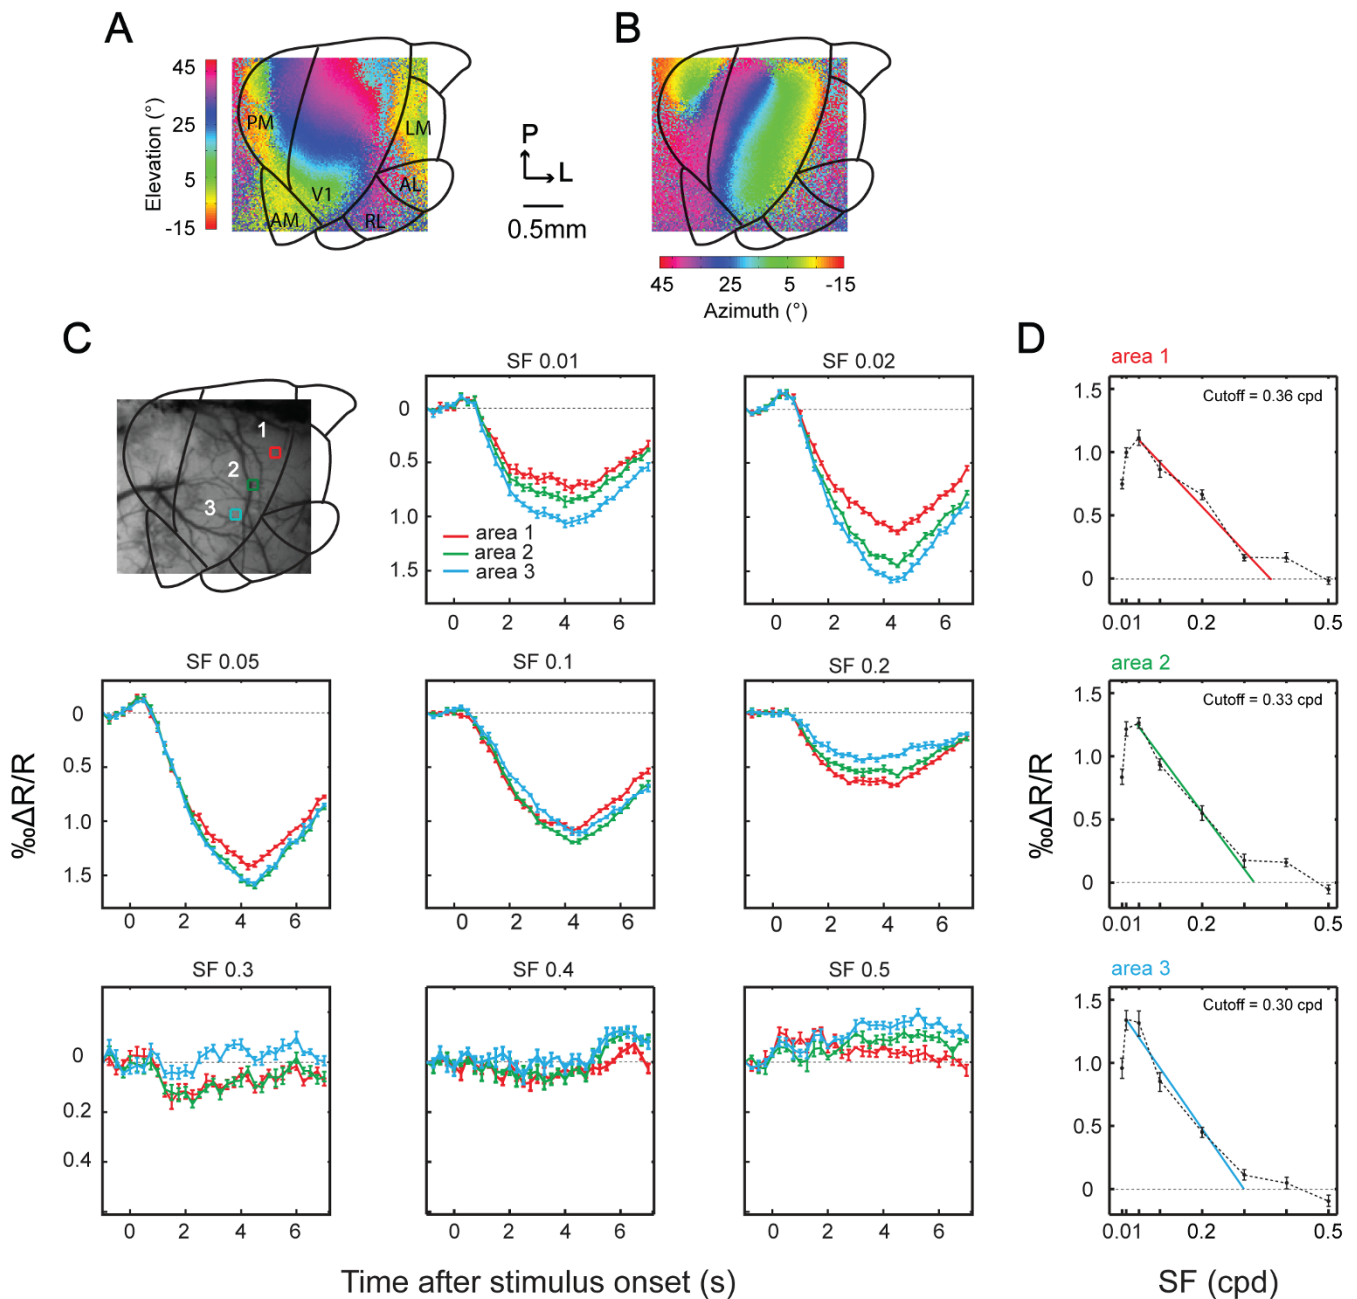 A
B
45
25
5
-15
Elevation (°)
PM
LM
V1
AL
AM
RL
P
L
0.5mm
45 25 5 -15
Azimuth (°)
C
D
1
2
3
SF 0.01
0
0.5
1.0
1.5
area 1
area 2
area 3
0 2 4 6
SF 0.02
0 2 4 6
area 1
Cutoff = 0.36 cpd
1.5
1.0
0.5
0
0.01 0.2 0.5
SF 0.05
0
0.5
1.0
1.5
0 2 4 6
SF 0.1
0 2 4 6
SF 0.2
0 2 4 6
area 2
Cutoff = 0.33 cpd
1.5
1.0
0.5
0
0.01 0.2 0.5
‰ΔR/R
‰ΔR/R
SF 0.3
0
0.2
0.4
0 2 4 6
SF 0.4
0 2 4 6
SF 0.5
0 2 4 6
area 3
Cutoff = 0.30 cpd
1.5
1.0
0.5
0
0.01 0.2 0.5
Time after stimulus onset (s)
SF (cpd)